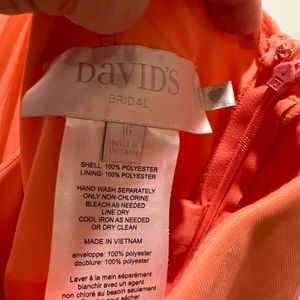 DAVID'S
BRIDAL
16
MADE IN
VIETNAM
SHELL: 100% POLYESTER
LINING: 100% POLYESTER
HAND WASH SEPARATELY
ONLY NON-CHLORINE
BLEACH AS NEEDED
LINE DRY
COOL IRON AS NEEDED
OR DRY CLEAN
MADE IN VIETNAM
enveloppe: 100% polyester
doublure: 100% polyester
Laver à la main séparément
blanchir avec un agent
non chloré au besoin seulement